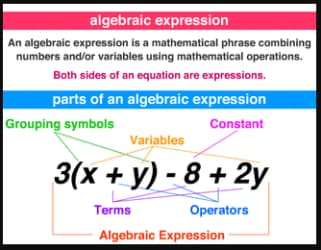 algebraic expression
An algebraic expression is a mathematical phrase combining
numbers and/or variables using mathematical operations.
Both sides of an equation are expressions.
parts of an algebraic expression
Grouping symbols
Constant
Variables
3(x + y) - 8 + 2y
Terms
Operators
Algebraic Expression